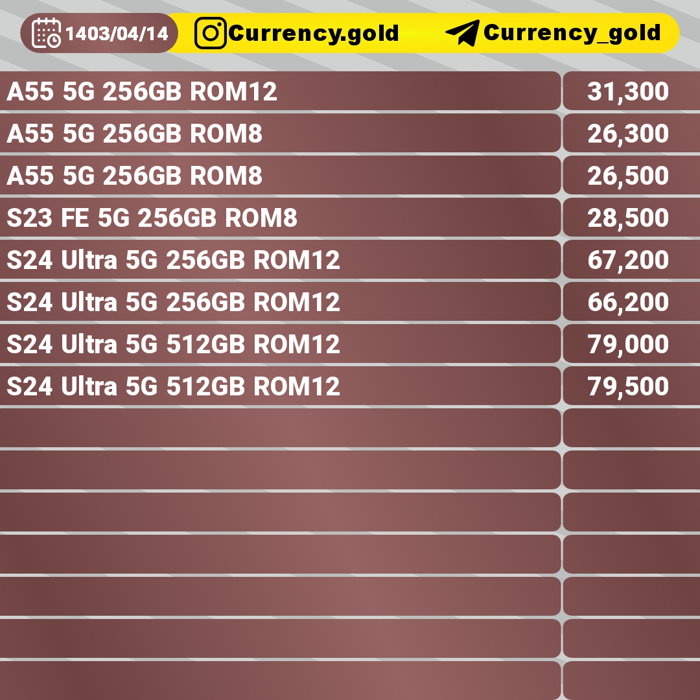 1403/04/14 Currency.gold Currency_gold
A55 5G 256GB ROM12 31,300
A55 5G 256GB ROM8 26,300
A55 5G 256GB ROM8 26,500
S23 FE 5G 256GB ROM8 28,500
S24 Ultra 5G 256GB ROM12 67,200
S24 Ultra 5G 256GB ROM12 66,200
S24 Ultra 5G 512GB ROM12 79,000
S24 Ultra 5G 512GB ROM12 79,500